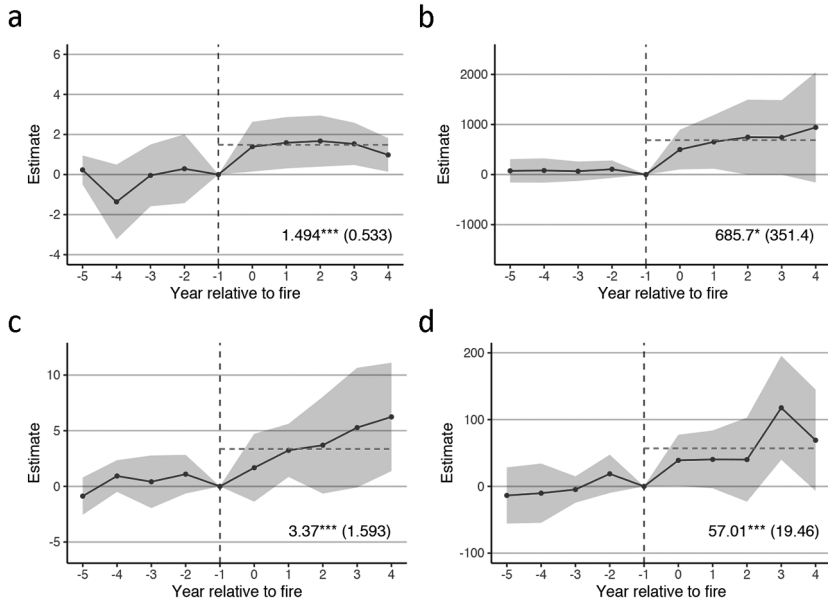 a
6
4
2
0
-2
-4
Estimate
1.494*** (0.533)
-5 -4 -3 -2 -1 0 1 2 3 4
Year relative to fire
b
2000
1000
0
-1000
Estimate
685.7* (351.4)
-5 -4 -3 -2 -1 0 1 2 3 4
Year relative to fire
c
10
5
0
-5
Estimate
3.37*** (1.593)
-5 -4 -3 -2 -1 0 1 2 3 4
Year relative to fire
d
200
100
0
-100
Estimate
57.01*** (19.46)
-5 -4 -3 -2 -1 0 1 2 3 4
Year relative to fire